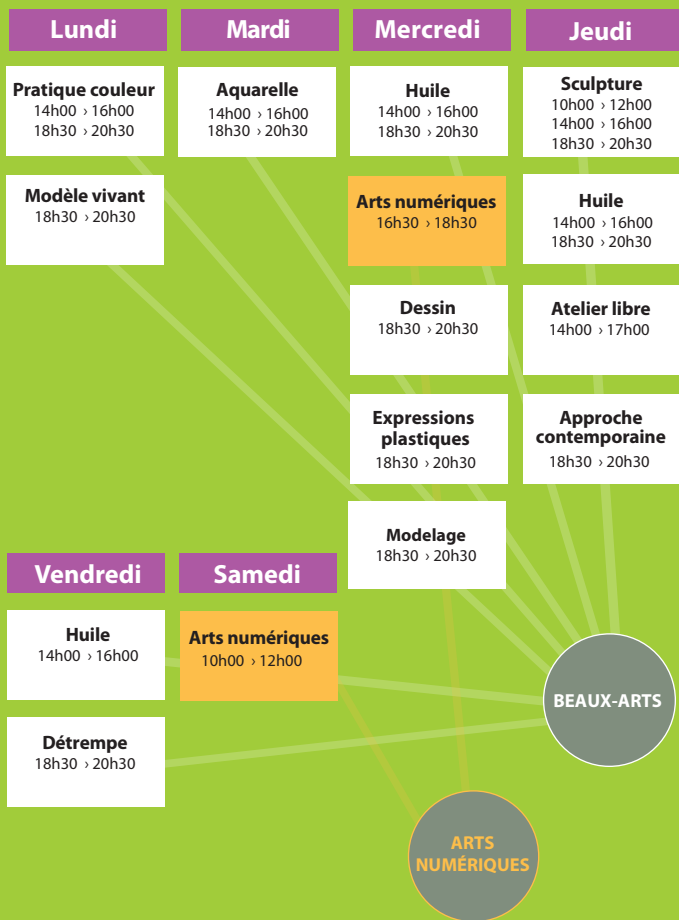 Lundi
Pratique couleur
14h00 › 16h00
18h30 › 20h30
Modèle vivant
18h30 › 20h30
Mardi
Aquarelle
14h00 › 16h00
18h30 › 20h30
Mercredi
Huile
14h00 › 16h00
18h30 › 20h30
Arts numériques
16h30 › 18h30
Dessin
18h30 › 20h30
Expressions
plastiques
18h30 › 20h30
Modelage
18h30 › 20h30
Jeudi
Sculpture
10h00 › 12h00
14h00 › 16h00
18h30 › 20h30
Huile
14h00 › 16h00
18h30 › 20h30
Atelier libre
14h00 › 17h00
Approche
contemporaine
18h30 › 20h30
Vendredi
Huile
14h00 › 16h00
Détrempe
18h30 › 20h30
Samedi
Arts numériques
10h00 › 12h00
BEAUX-ARTS
ARTS
NUMÉRIQUES